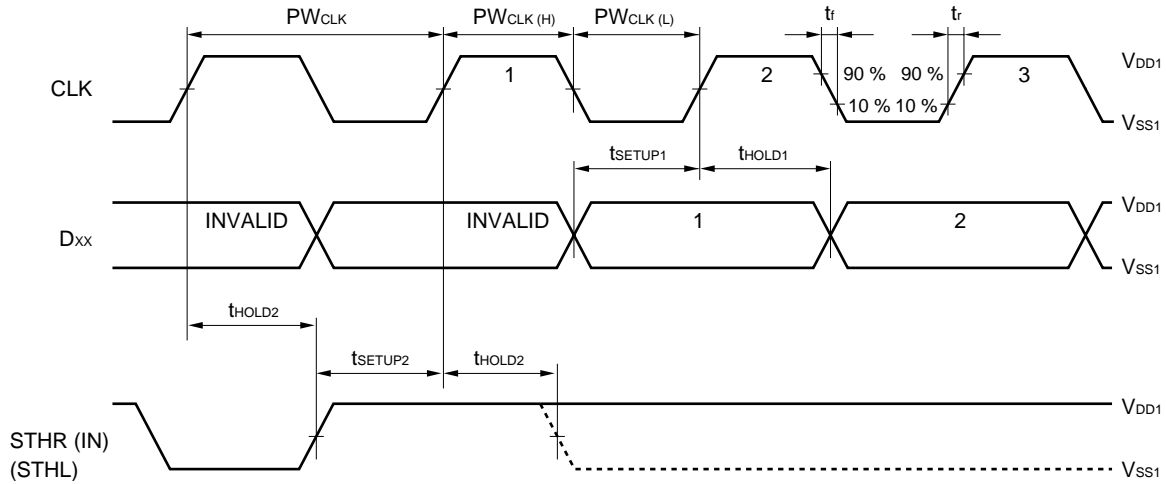 PWCLK PWCLK (H) PWCLK (L) tf tr
CLK 1 2 90 % 90 % 3 VDD1
10 % 10 % VSS1
tSETUP1 tHOLD1
DXX INVALID INVALID 1 2 VDD1
VSS1
tHOLD2
tSETUP2 tHOLD2
STHR (IN) VDD1
(STHL) VSS1